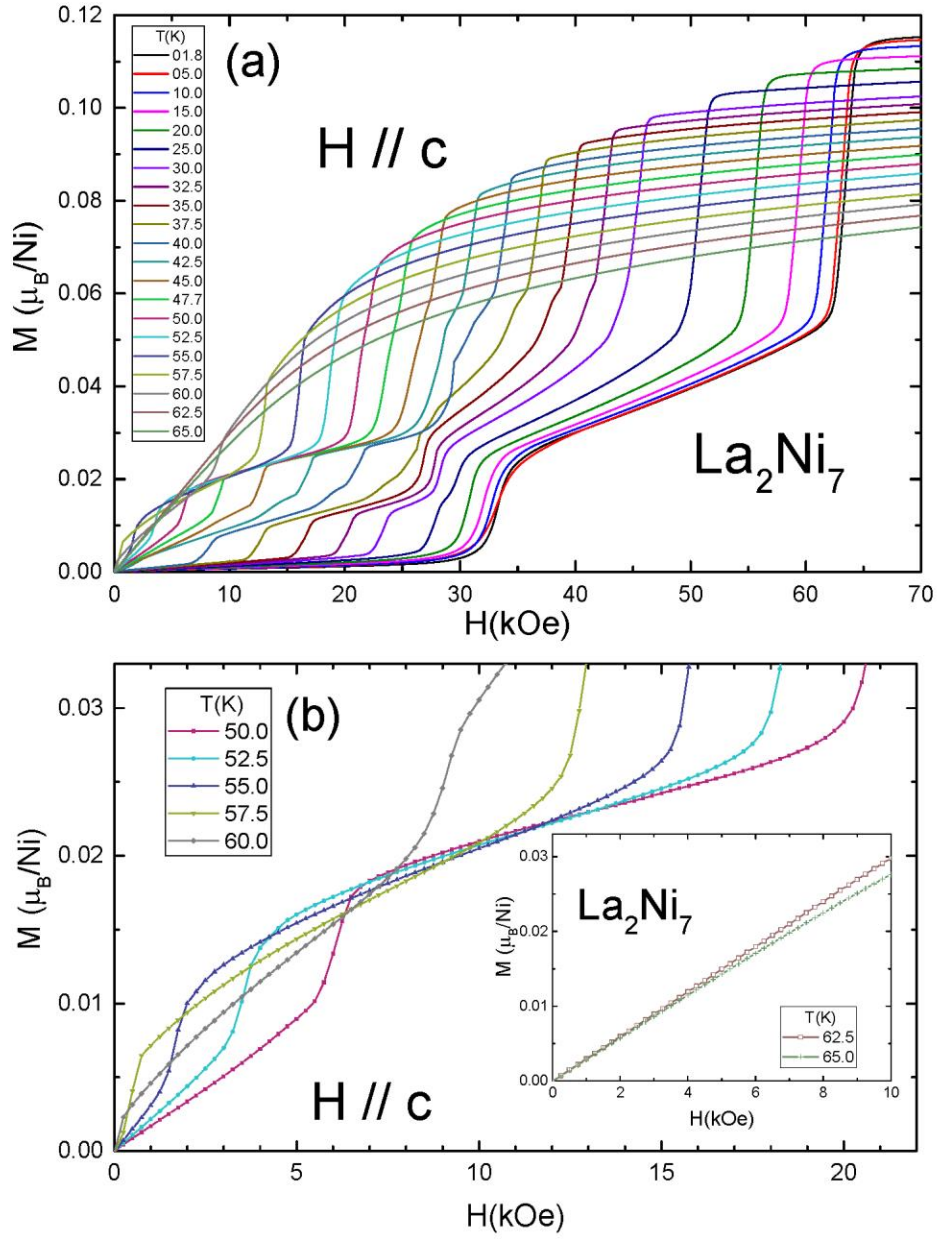 0.12
0.10
0.08
0.06
0.04
0.02
0.00
M (μB/Ni)
T(K)
01.8
05.0
10.0
15.0
20.0
25.0
30.0
32.5
35.0
37.5
40.0
42.5
45.0
47.7
50.0
52.5
55.0
57.5
60.0
62.5
65.0
(a)
H // c
La2Ni7
0 10 20 30 40 50 60 70
H(kOe)
0.03
0.02
0.01
0.00
M (μB/Ni)
T(K)
50.0
52.5
55.0
57.5
60.0
(b)
H // c
0.03
0.02
0.01
0.00
M (μB/Ni)
La2Ni7
T(K)
62.5
65.0
0 2 4 6 8 10
H(kOe)
0 5 10 15 20
H(kOe)